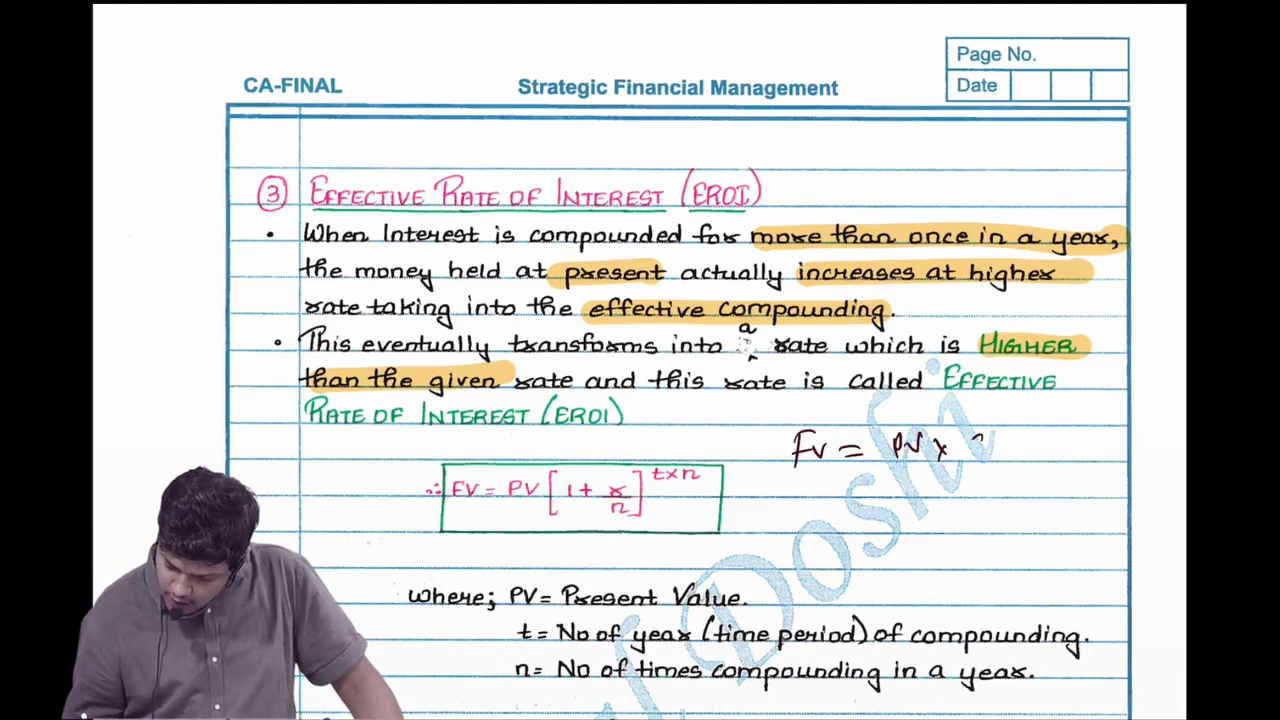 Page No.
CA-FINAL
Strategic Financial Management
Date
③ EFFECTIVE RATE OF INTEREST (EROI)
• When Interest is compounded for more than once in a year,
the money held at present actually increases at higher
rate taking into the effective compounding.
• This eventually transforms into a rate which is HIGHER
than the given rate and this rate is called EFFECTIVE
RATE OF INTEREST (EROI)
FV = PV x
∴ FV = PV [1 + r/n]^t×n
where; PV = Present Value.
t = No of year (time period) of compounding.
n = No of times compounding in a year.
Doshi